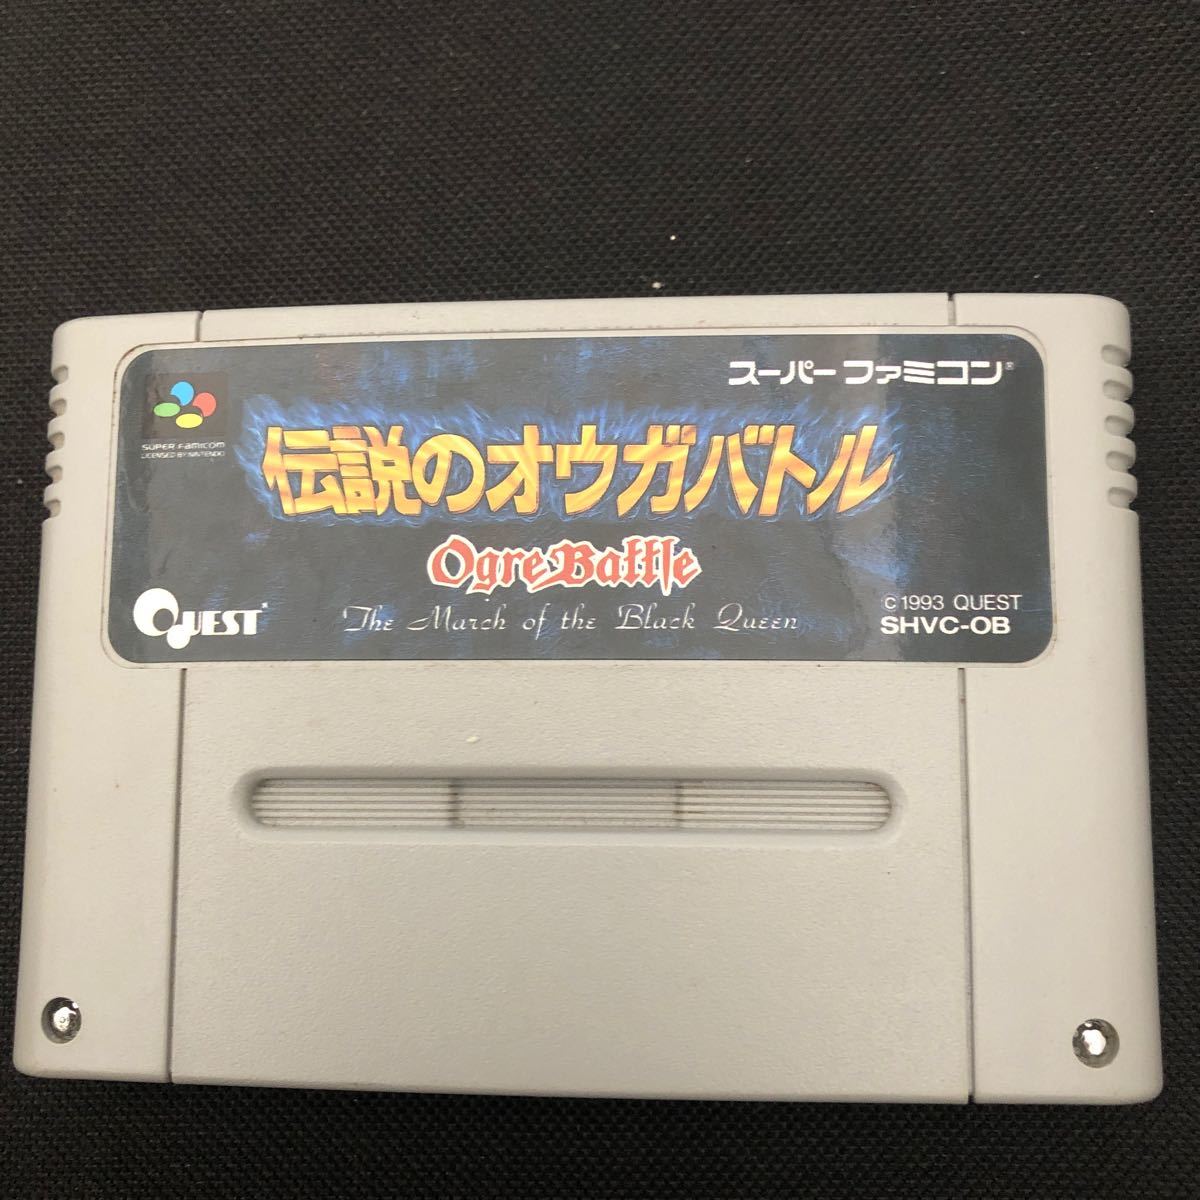 スーパーファミコン®
SUPER FAMICOM
LICENSED BY NINTENDO
伝説のオウガバトル
Ogre Battle
The March of the Black Queen
QUEST
© 1993 QUEST
SHVC-OB